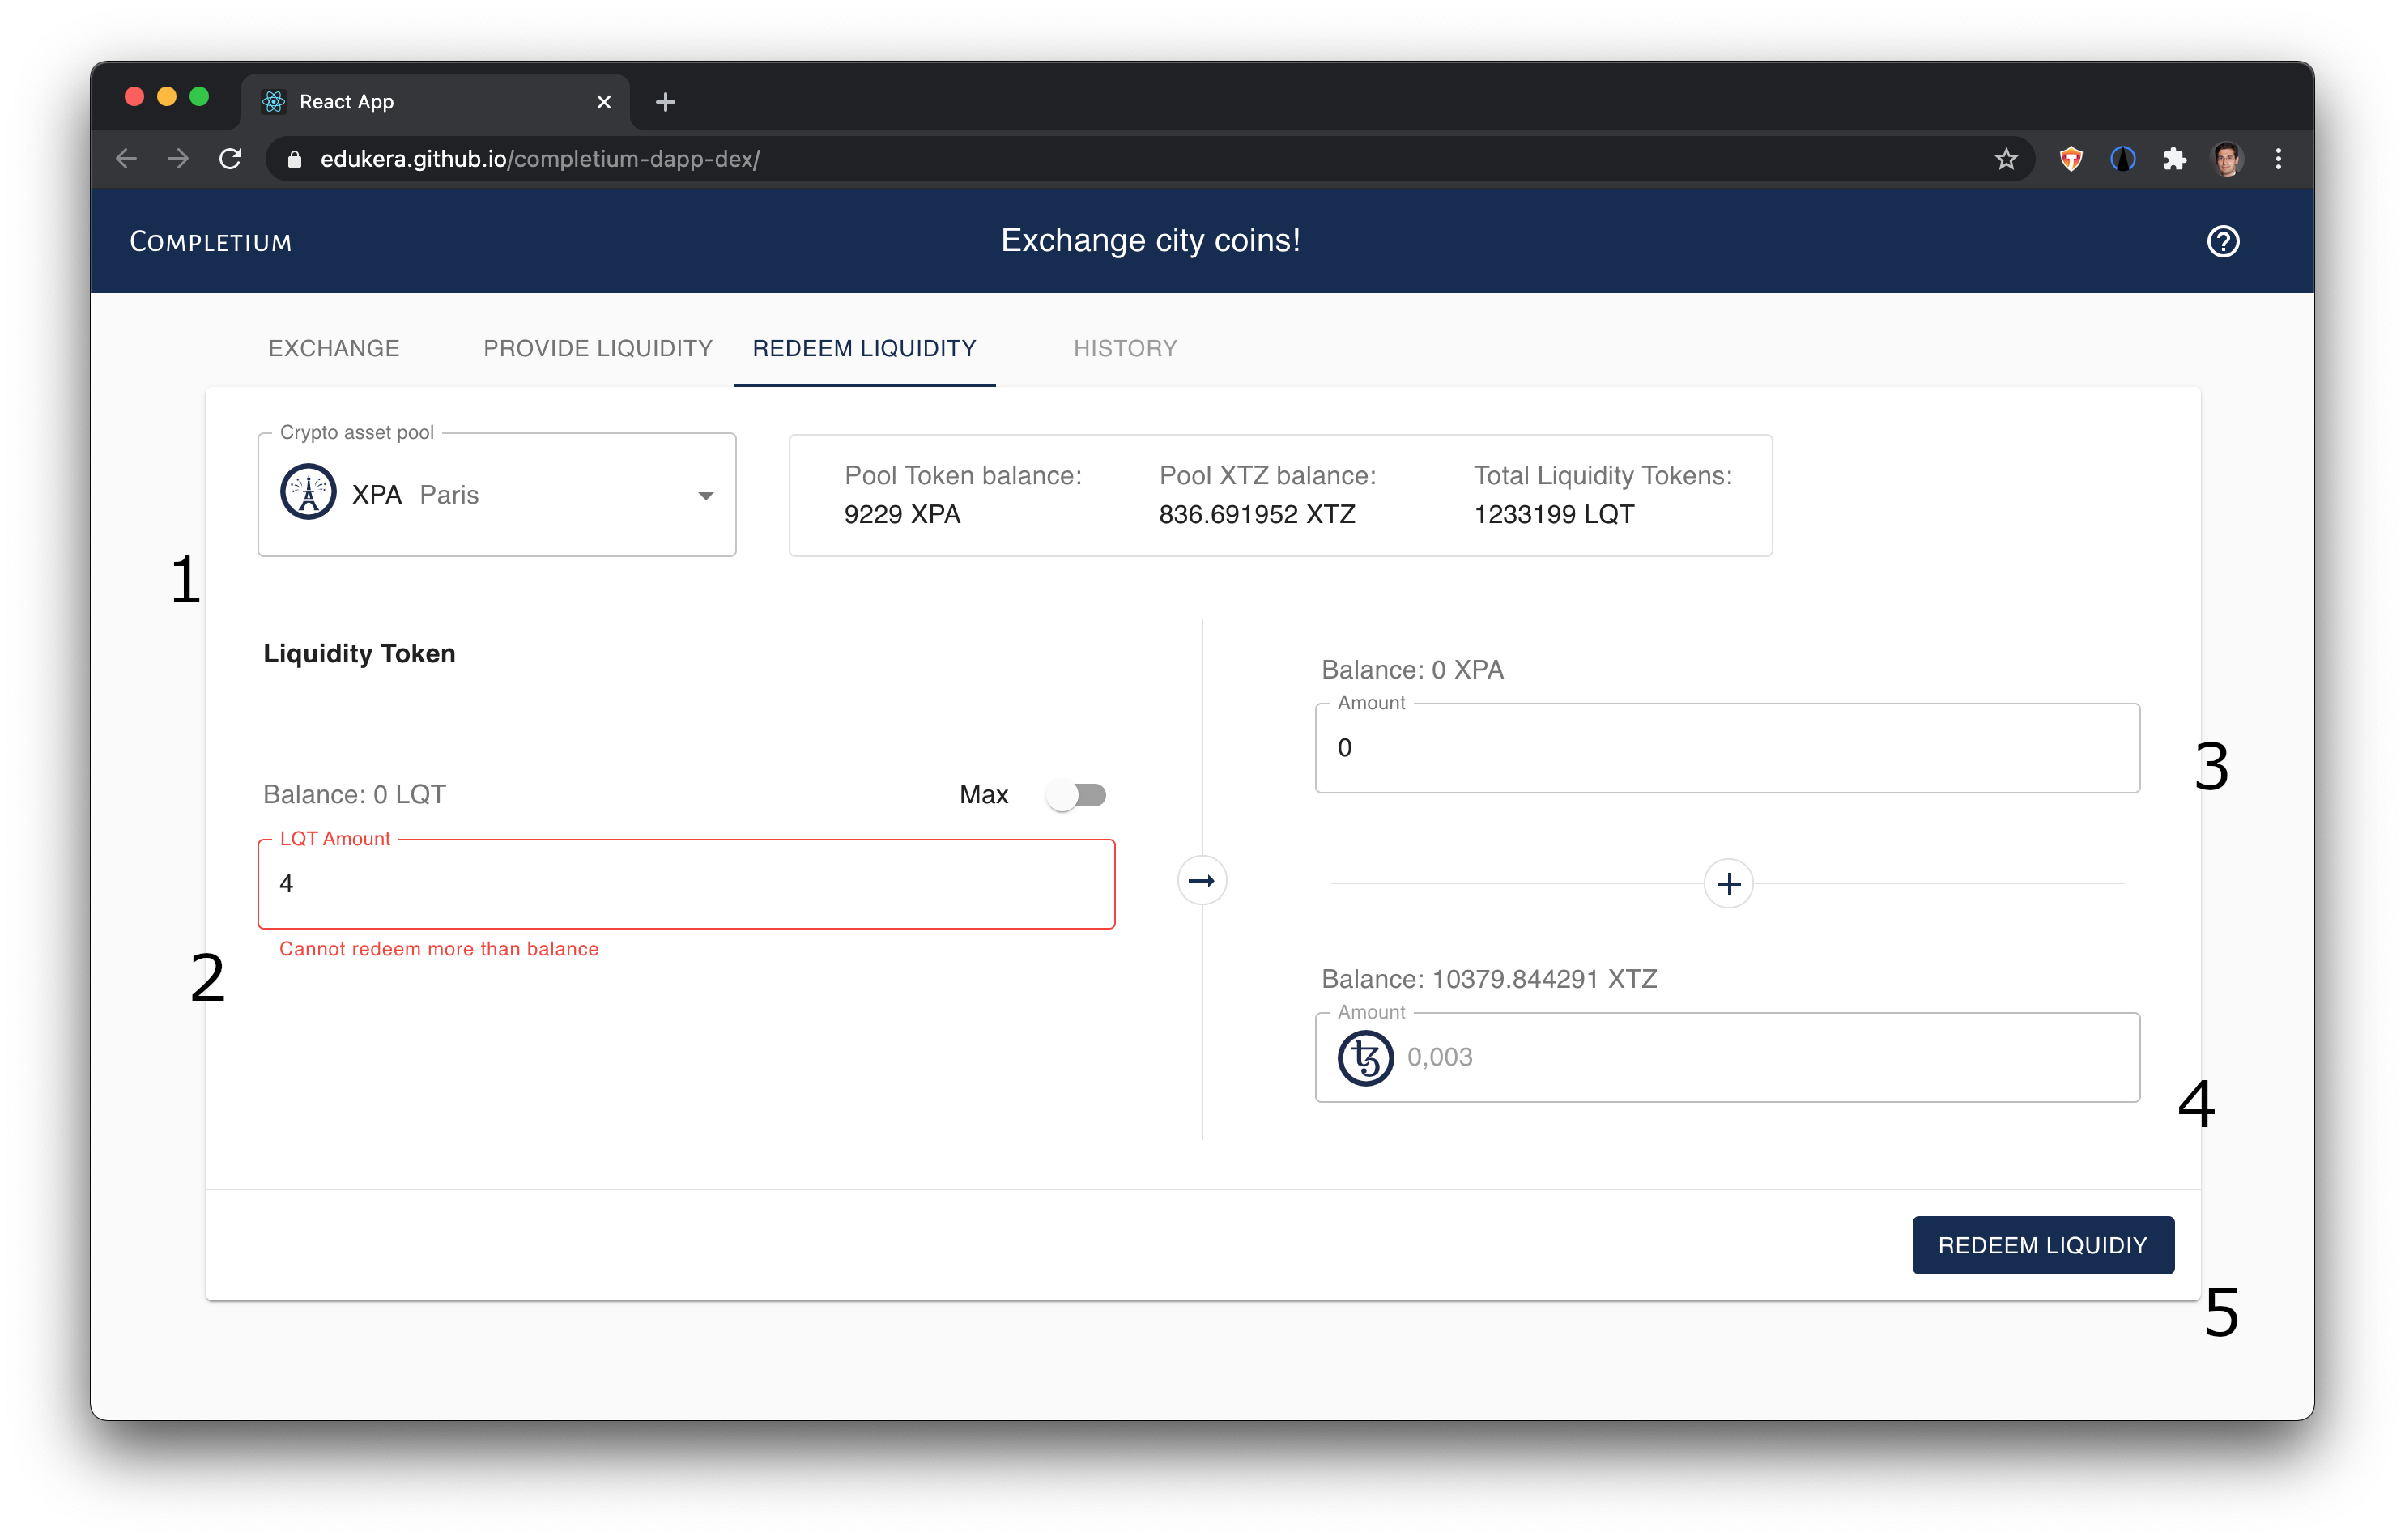 React App
edukera.github.io/completium-dapp-dex/
COMPLETIUM
Exchange city coins!
EXCHANGE
PROVIDE LIQUIDITY
REDEEM LIQUIDITY
HISTORY
Crypto asset pool
XPA Paris
Pool Token balance:
9229 XPA
Pool XTZ balance:
836.691952 XTZ
Total Liquidity Tokens:
1233199 LQT
1
Liquidity Token
Balance: 0 LQT
Max
LQT Amount
4
Cannot redeem more than balance
2
Balance: 0 XPA
Amount
0
3
Balance: 10379.844291 XTZ
Amount
0,003
4
REDEEM LIQUIDIY
5